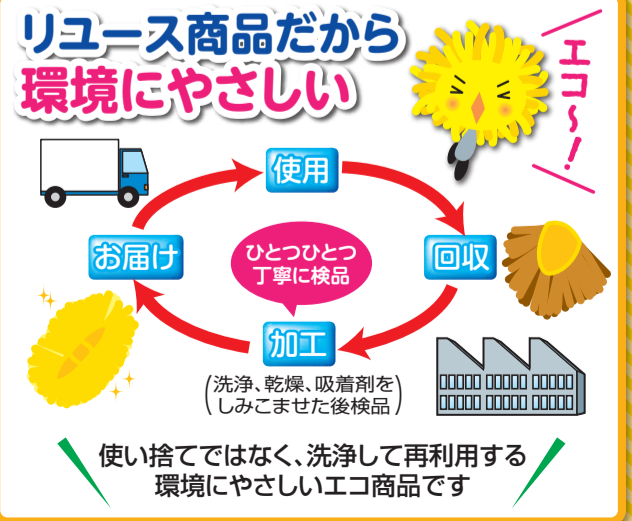 リユース商品だから
環境にやさしい
エコ～！
使用
お届け
ひとつひとつ
丁寧に検品
回収
加工
(洗浄、乾燥、吸着剤を
しみこませた後検品)
使い捨てではなく、洗浄して再利用する
環境にやさしいエコ商品です